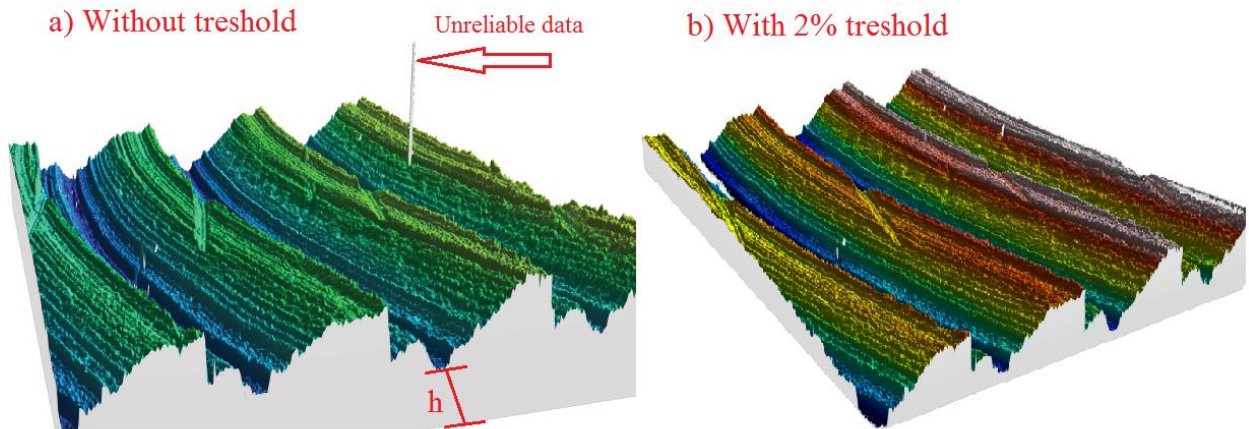 a) Without treshold
Unreliable data
b) With 2% treshold
h